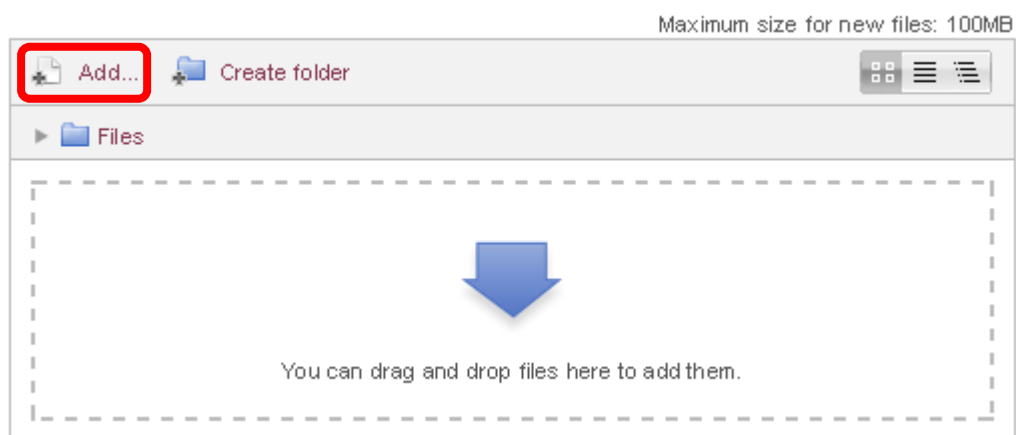 Maximum size for new files: 100MB
Add... Create folder
Files
You can drag and drop files here to add them.